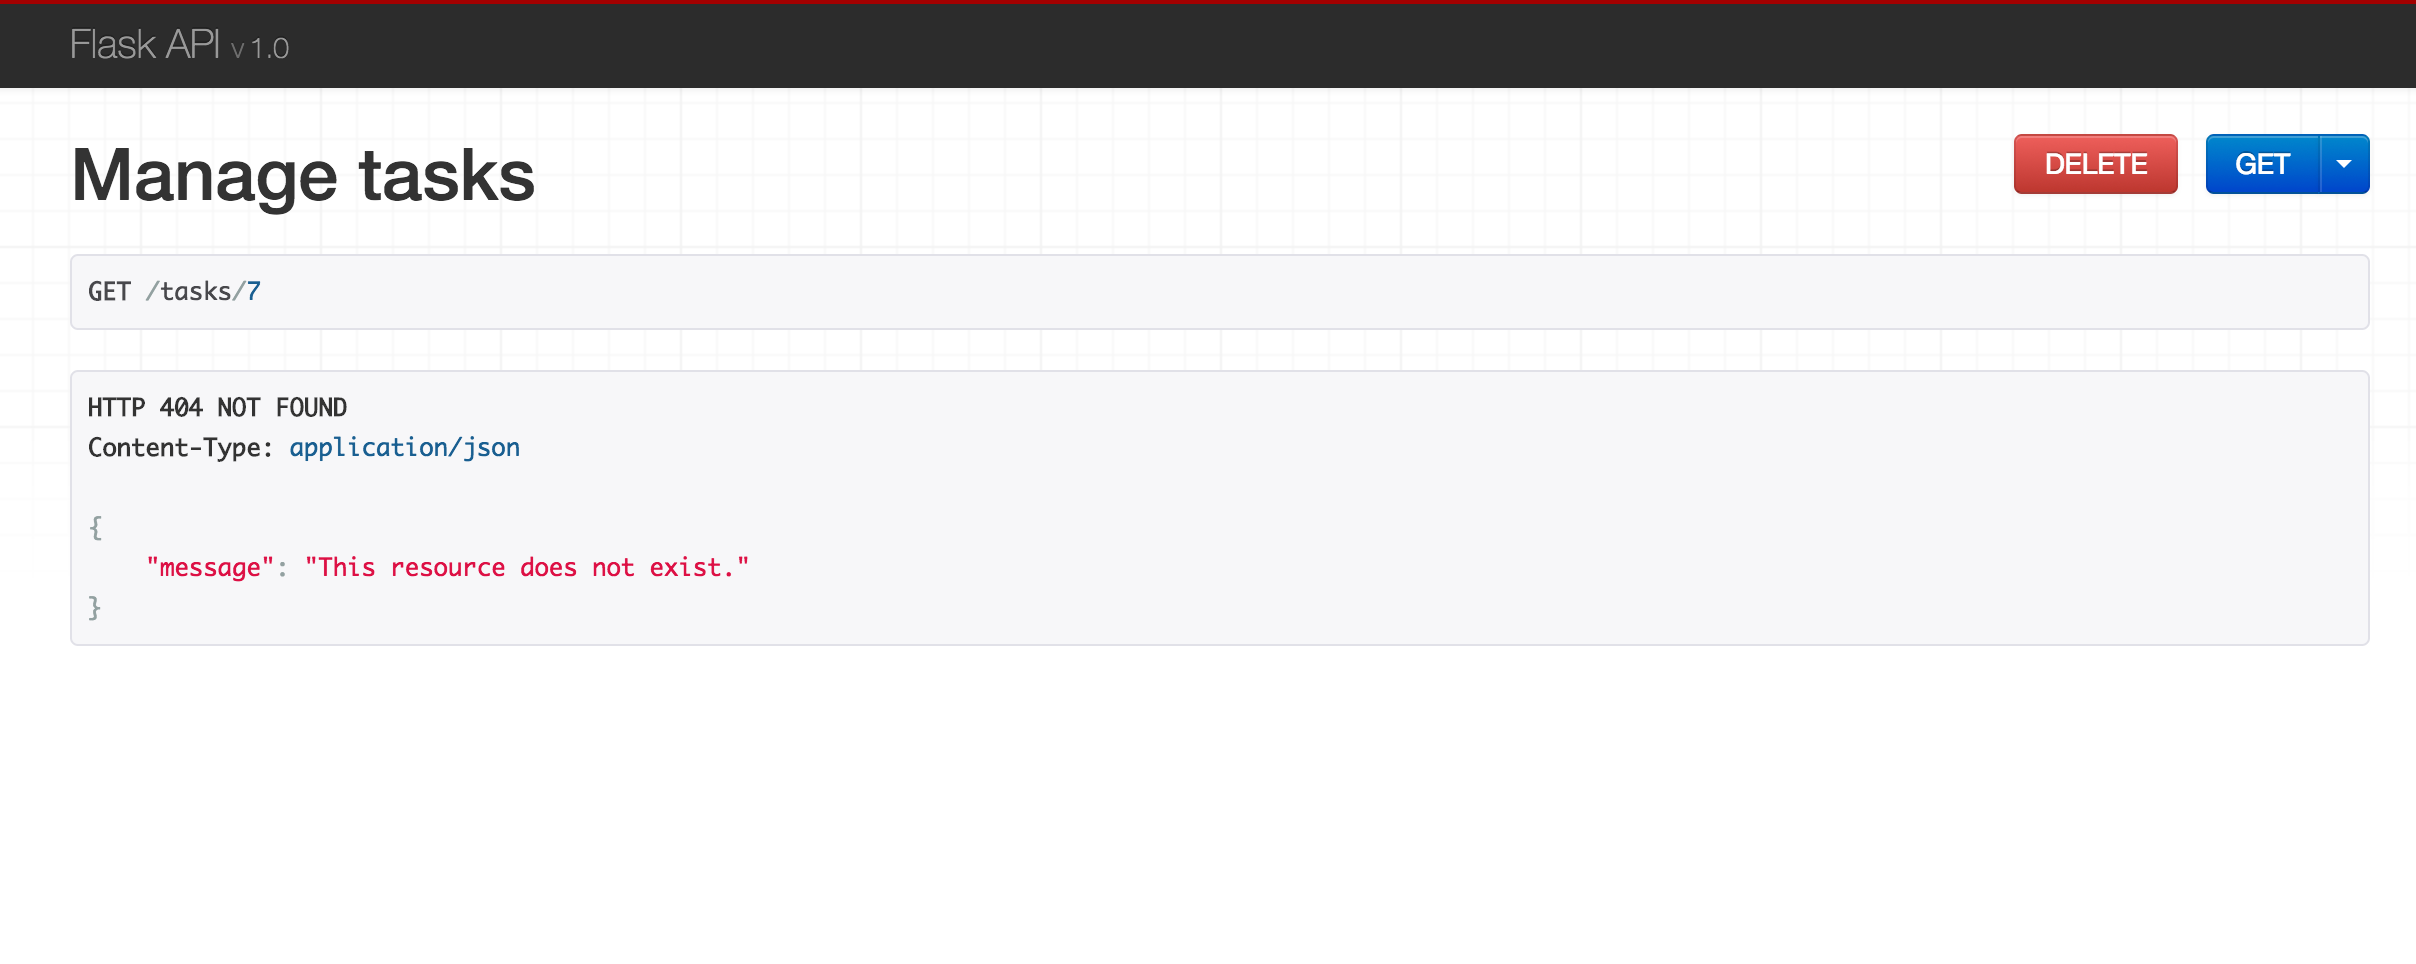 Flask API v 1.0
Manage tasks
DELETE
GET
GET /tasks/7
HTTP 404 NOT FOUND
Content-Type: application/json
{
    "message": "This resource does not exist."
}